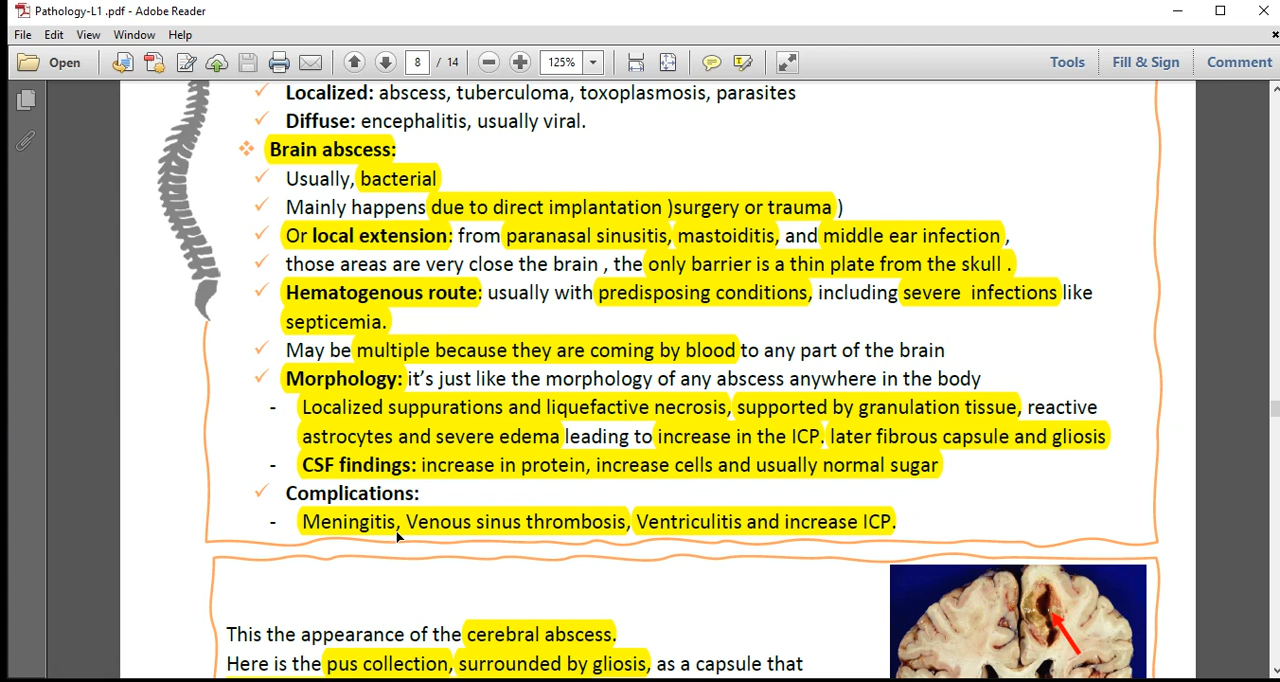 Pathology-L1 .pdf - Adobe Reader
File Edit View Window Help
Open 8 / 14 125% Tools Fill & Sign Comment
Localized: abscess, tuberculoma, toxoplasmosis, parasites
Diffuse: encephalitis, usually viral.
Brain abscess:
Usually, bacterial
Mainly happens due to direct implantation )surgery or trauma )
Or local extension: from paranasal sinusitis, mastoiditis, and middle ear infection ,
those areas are very close the brain , the only barrier is a thin plate from the skull .
Hematogenous route: usually with predisposing conditions, including severe infections like
septicemia.
May be multiple because they are coming by blood to any part of the brain
Morphology: it's just like the morphology of any abscess anywhere in the body
- Localized suppurations and liquefactive necrosis, supported by granulation tissue, reactive
astrocytes and severe edema leading to increase in the ICP. later fibrous capsule and gliosis
- CSF findings: increase in protein, increase cells and usually normal sugar
Complications:
- Meningitis, Venous sinus thrombosis, Ventriculitis and increase ICP.
This the appearance of the cerebral abscess.
Here is the pus collection, surrounded by gliosis, as a capsule that